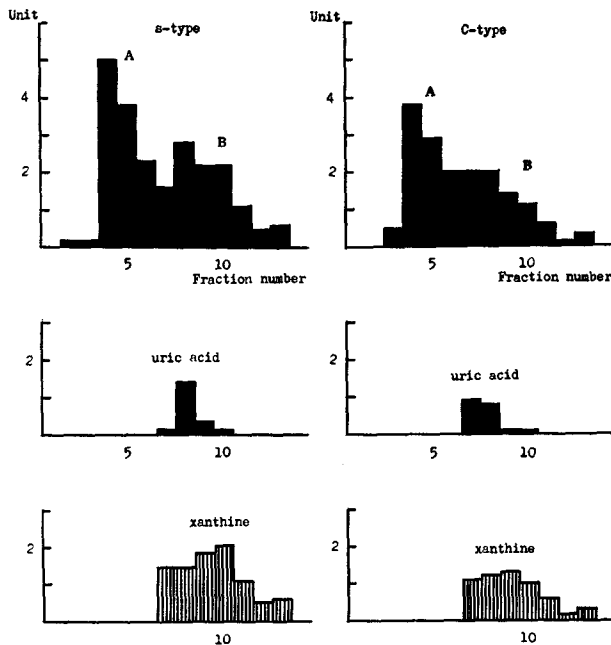 Unit
s-type
A
B
4
2
5
10
Fraction number
Unit
C-type
A
B
4
2
5
10
Fraction number
uric acid
2
5
10
uric acid
2
5
10
xanthine
2
10
xanthine
2
10